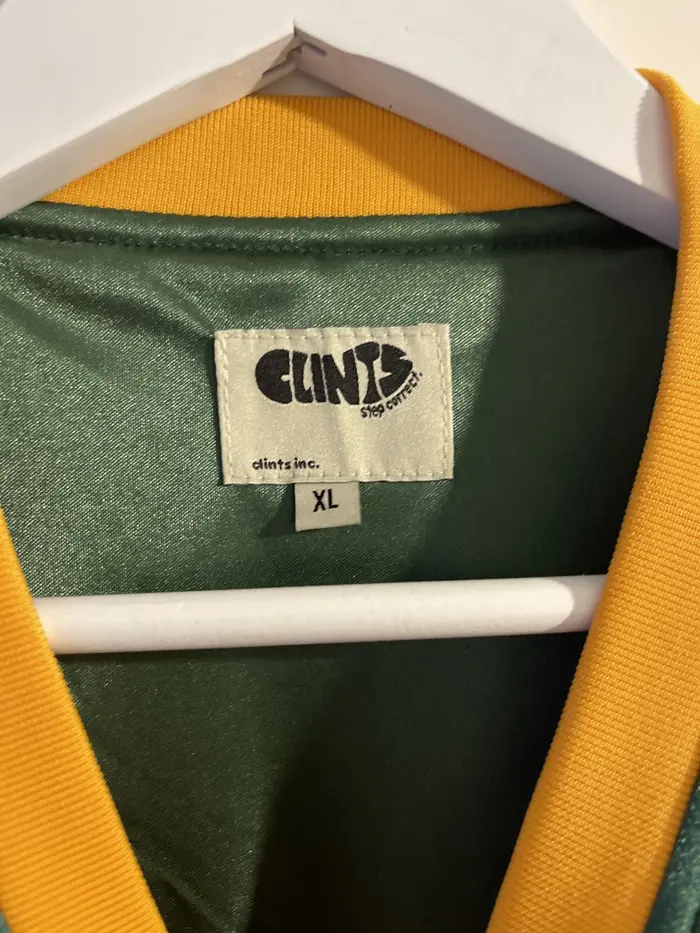 CLINTS
step correct.
clints inc.
XL